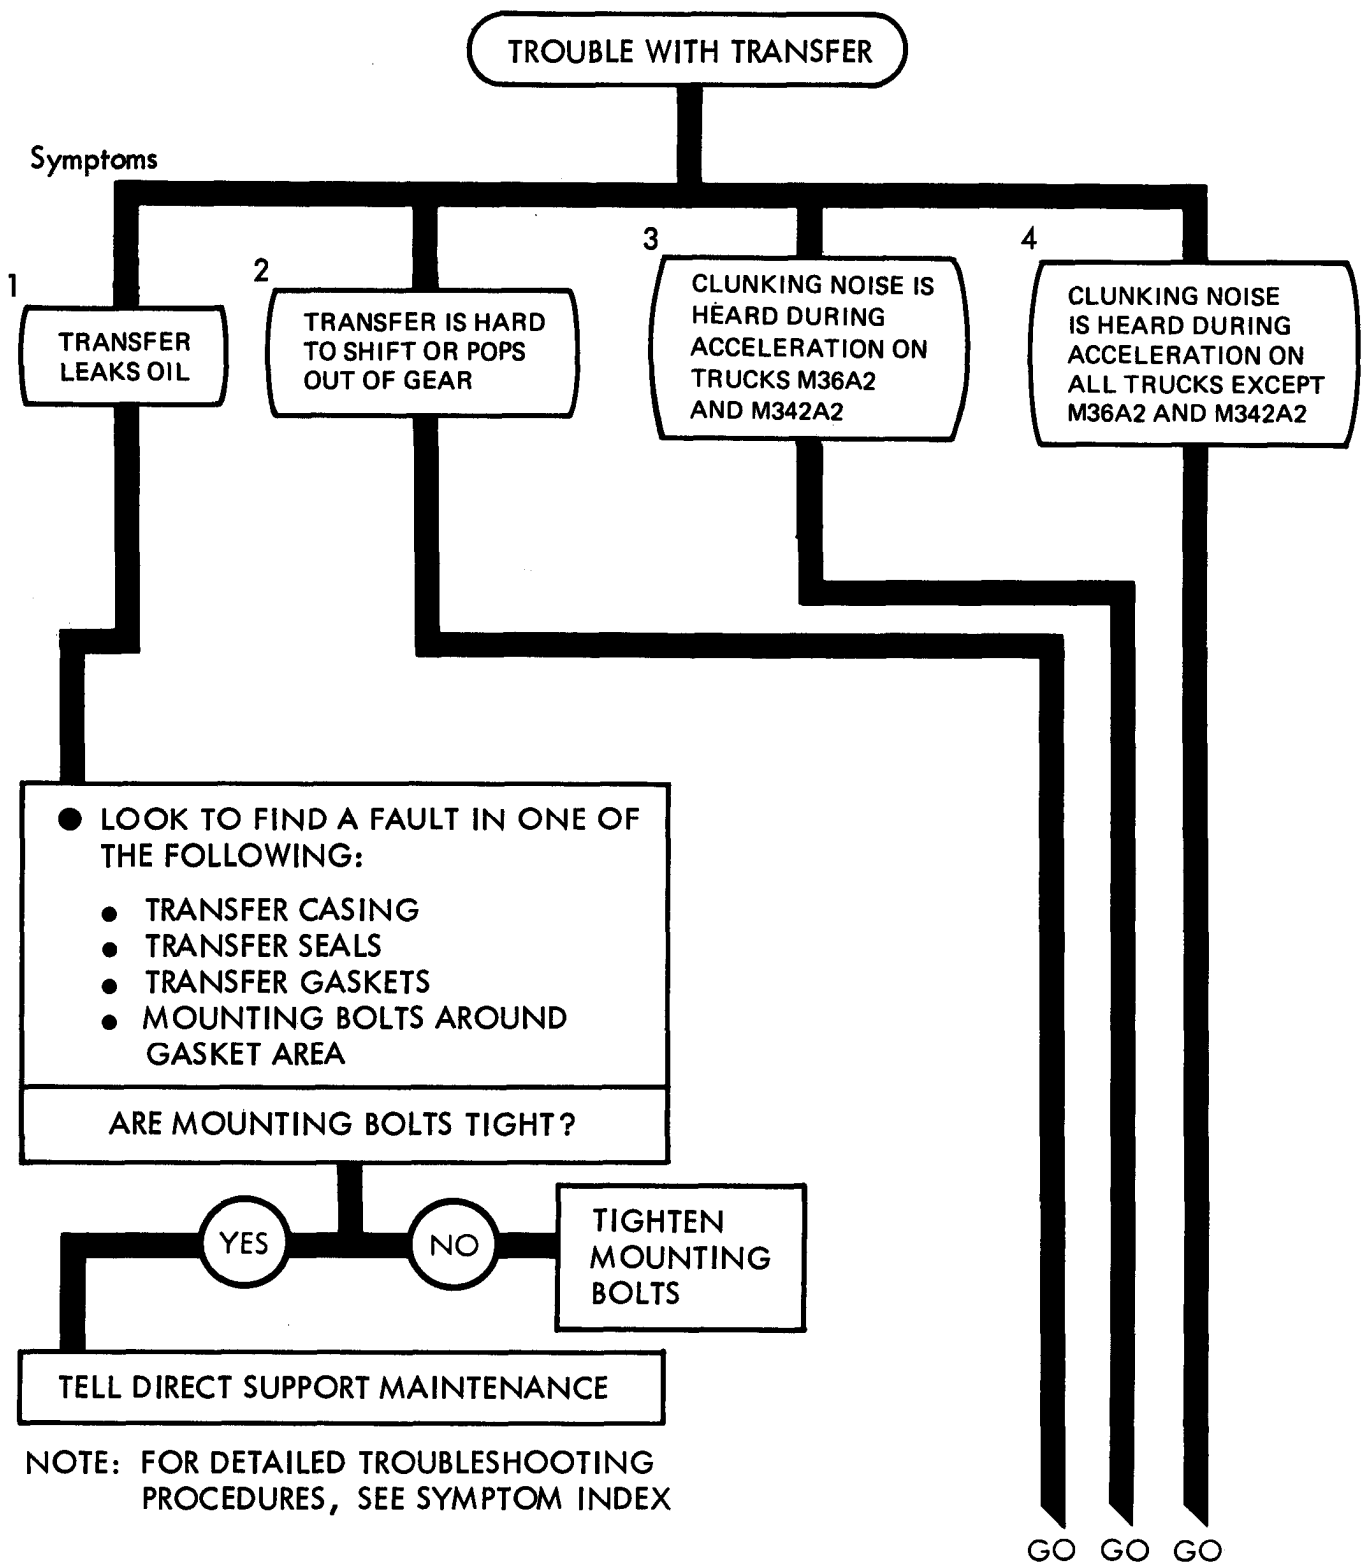 TROUBLE WITH TRANSFER
Symptoms
1
TRANSFER
LEAKS OIL
2
TRANSFER IS HARD
TO SHIFT OR POPS
OUT OF GEAR
3
CLUNKING NOISE IS
HEARD DURING
ACCELERATION ON
TRUCKS M36A2
AND M342A2
4
CLUNKING NOISE
IS HEARD DURING
ACCELERATION ON
ALL TRUCKS EXCEPT
M36A2 AND M342A2
● LOOK TO FIND A FAULT IN ONE OF
THE FOLLOWING:
● TRANSFER CASING
● TRANSFER SEALS
● TRANSFER GASKETS
● MOUNTING BOLTS AROUND
GASKET AREA
ARE MOUNTING BOLTS TIGHT?
YES
NO
TIGHTEN
MOUNTING
BOLTS
TELL DIRECT SUPPORT MAINTENANCE
NOTE: FOR DETAILED TROUBLESHOOTING
PROCEDURES, SEE SYMPTOM INDEX
GO GO GO